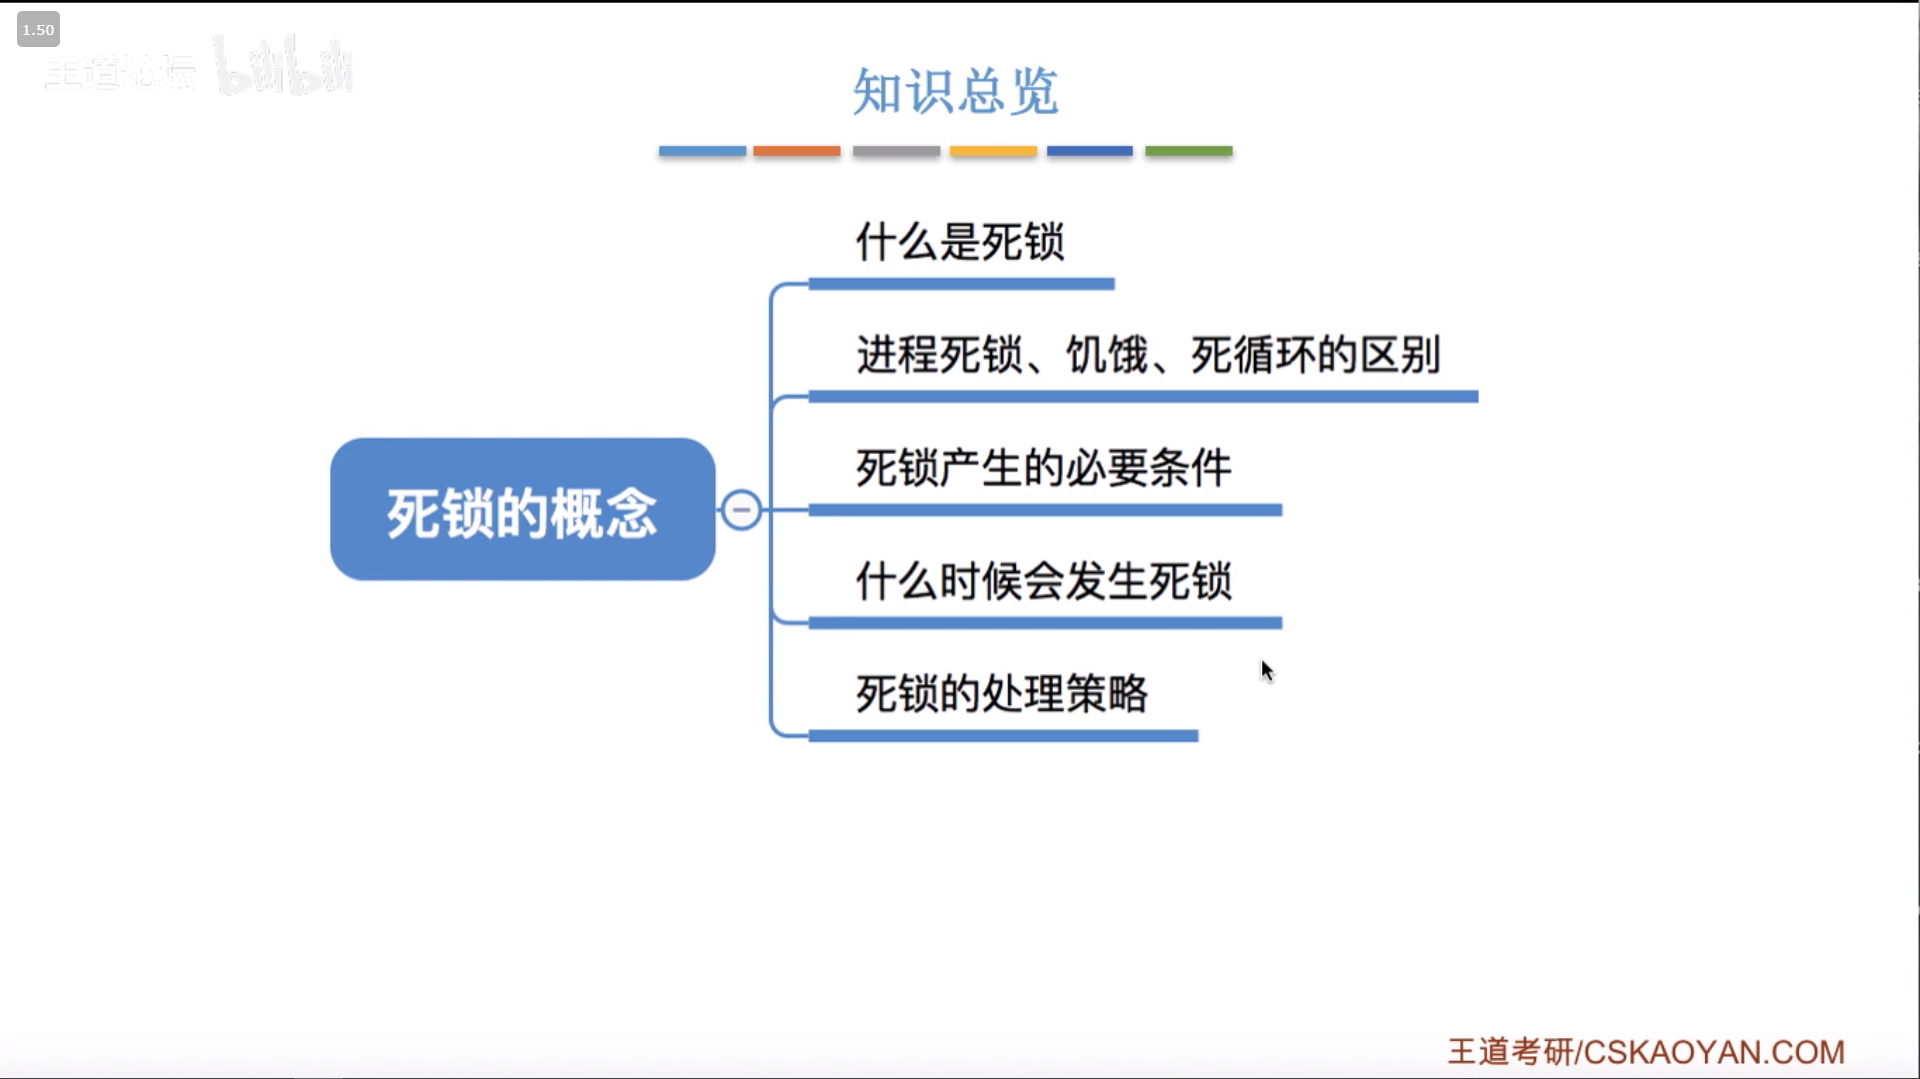 1.50
王道论坛 bilibili
知识总览
什么是死锁
进程死锁、饥饿、死循环的区别
死锁产生的必要条件
死锁的概念
什么时候会发生死锁
死锁的处理策略
王道考研/CSKAOYAN.COM